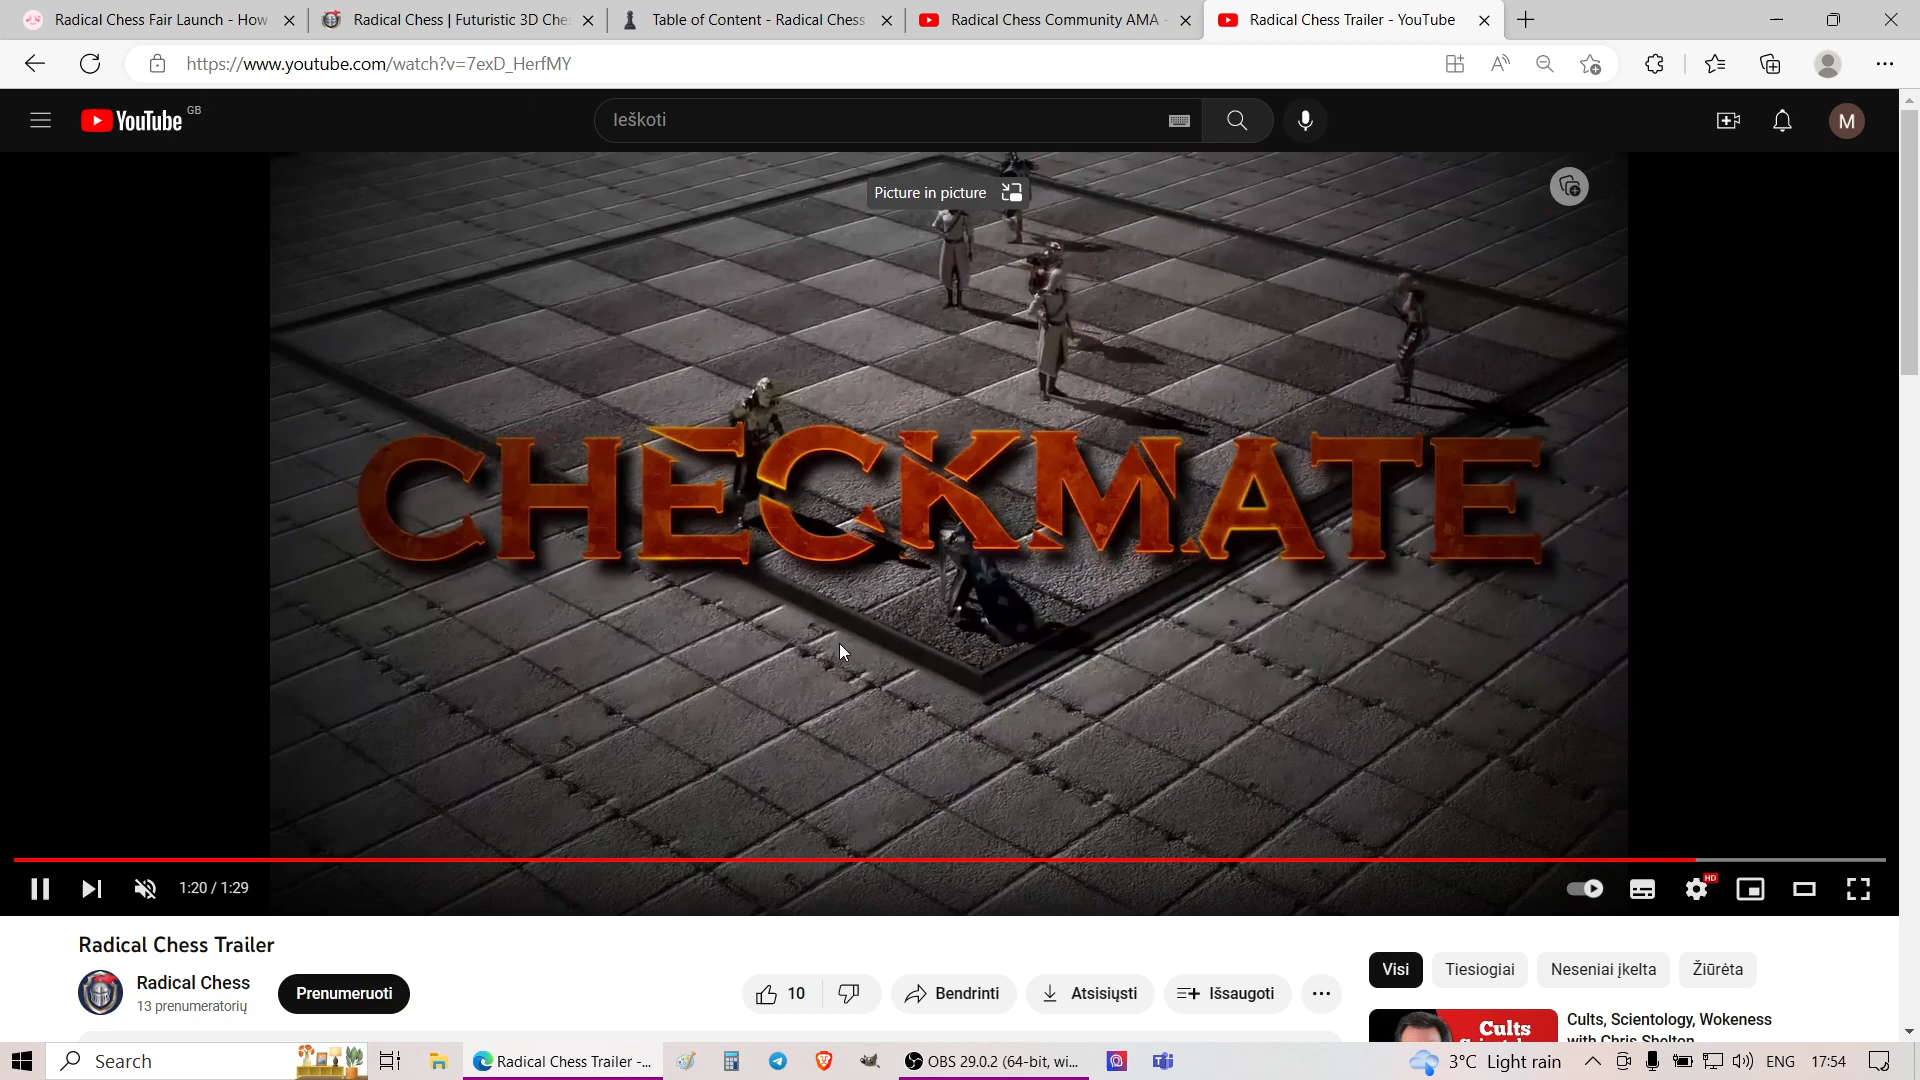 Radical Chess Fair Launch - How
Radical Chess | Futuristic 3D Che
Table of Content - Radical Chess
Radical Chess Community AMA -
Radical Chess Trailer - YouTube
https://www.youtube.com/watch?v=7exD_HerfMY
YouTube GB
Ieškoti
M
Picture in picture
CHECKMATE
1:20 / 1:29
HD
Radical Chess Trailer
Radical Chess
13 prenumeratorių
Prenumeruoti
10
Bendrinti
Atsisiųsti
Išsaugoti
Visi
Tiesiogiai
Neseniai įkelta
Žiūrėta
Cults
Cults, Scientology, Wokeness
with Chris Shelton
Search
Radical Chess Trailer -...
OBS 29.0.2 (64-bit, wi...
3°C Light rain
ENG
17:54